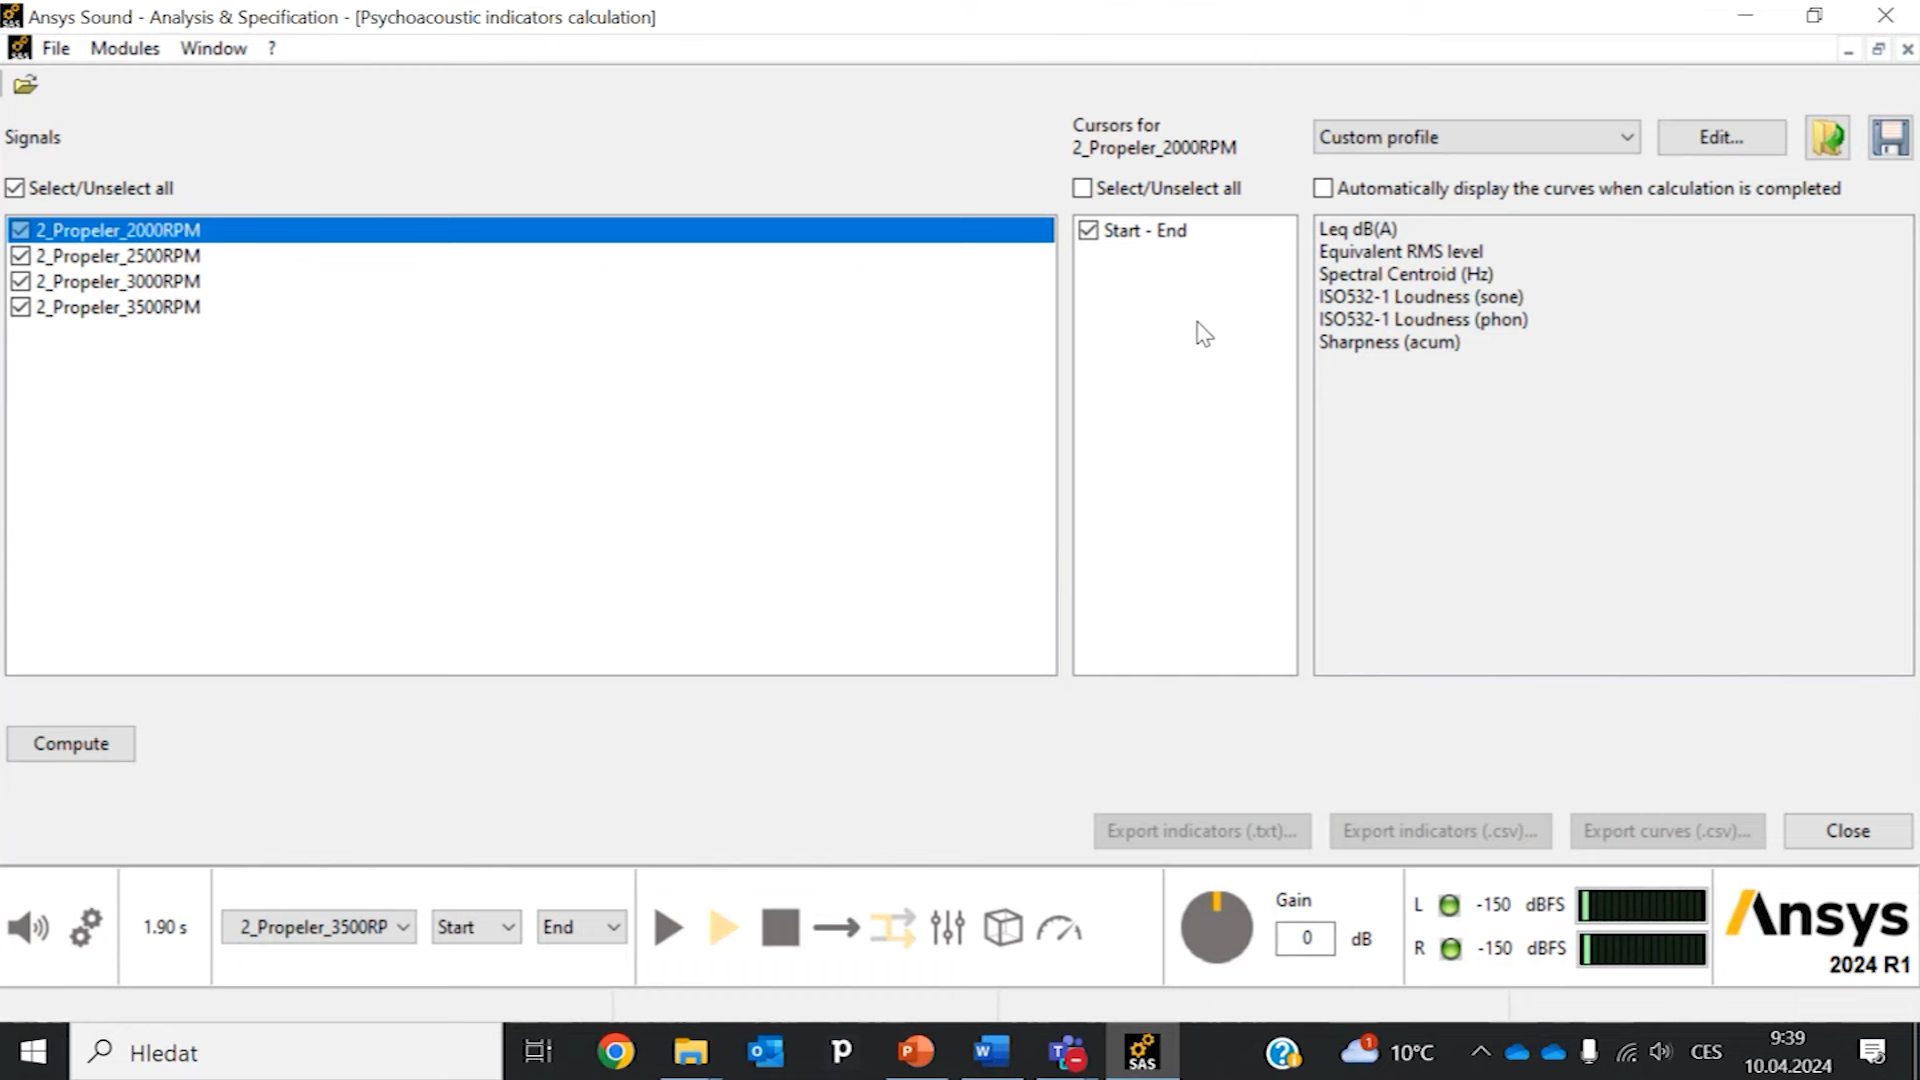 Ansys Sound - Analysis & Specification - [Psychoacoustic indicators calculation]
File Modules Window ?
Signals
Cursors for
2_Propeler_2000RPM
Custom profile
Edit...
Select/Unselect all
Select/Unselect all
Automatically display the curves when calculation is completed
2_Propeler_2000RPM
2_Propeler_2500RPM
2_Propeler_3000RPM
2_Propeler_3500RPM
Start - End
Leq dB(A)
Equivalent RMS level
Spectral Centroid (Hz)
ISO532-1 Loudness (sone)
ISO532-1 Loudness (phon)
Sharpness (acum)
Compute
Export indicators (.txt)...
Export indicators (.csv)...
Export curves (.csv)...
Close
1.90 s
2_Propeler_3500RP
Start
End
Gain
0 dB
L -150 dBFS
R -150 dBFS
Ansys
2024 R1
Hledat
SAS
1
10°C
CES
9:39
10.04.2024